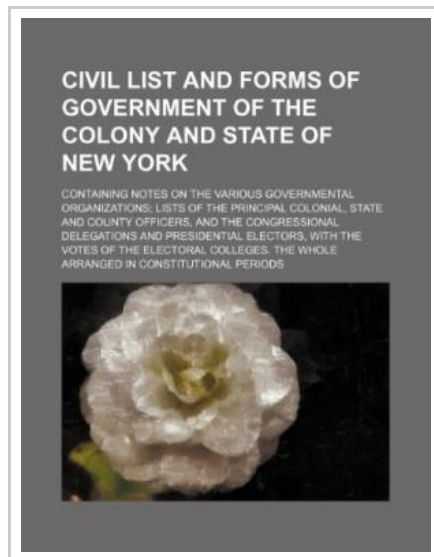 CIVIL LIST AND FORMS OF
GOVERNMENT OF THE
COLONY AND STATE OF
NEW YORK
CONTAINING NOTES ON THE VARIOUS GOVERNMENTAL
ORGANIZATIONS; LISTS OF THE PRINCIPAL COLONIAL, STATE
AND COUNTY OFFICERS, AND THE CONGRESSIONAL
DELEGATIONS AND PRESIDENTIAL ELECTORS, WITH THE
VOTES OF THE ELECTORAL COLLEGES. THE WHOLE
ARRANGED IN CONSTITUTIONAL PERIODS